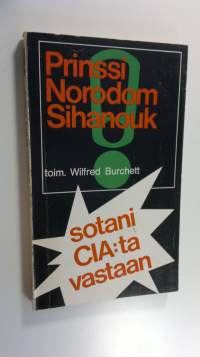 Prinssi
Norodom
Sihanouk
toim. Wilfred Burchett
sotani
CIA:ta
vastaan